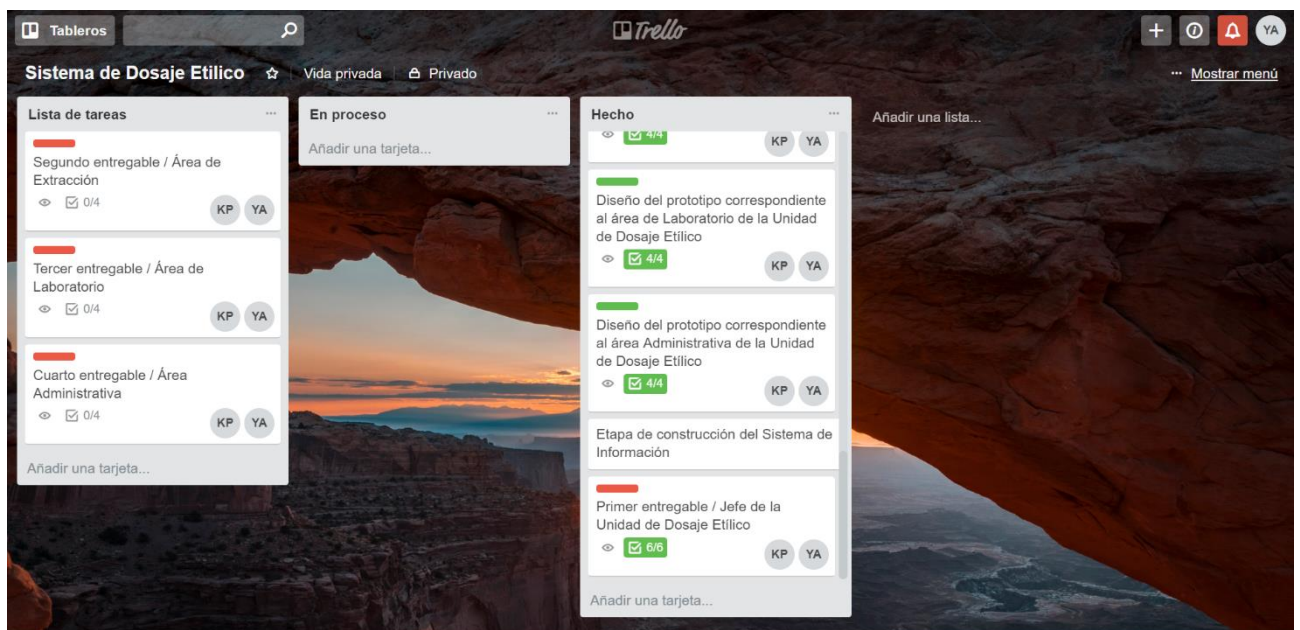 Tableros
Trello
YA
Sistema de Dosaje Etilico
Vida privada
Privado
... Mostrar menú
Lista de tareas
Segundo entregable / Área de
Extracción
0/4
KP YA
Tercer entregable / Área de
Laboratorio
0/4
KP YA
Cuarto entregable / Área
Administrativa
0/4
KP YA
Añadir una tarjeta...
En proceso
Añadir una tarjeta...
Hecho
4/4
KP YA
Diseño del prototipo correspondiente
al área de Laboratorio de la Unidad
de Dosaje Etílico
4/4
KP YA
Diseño del prototipo correspondiente
al área Administrativa de la Unidad
de Dosaje Etílico
4/4
KP YA
Etapa de construcción del Sistema de
Información
Primer entregable / Jefe de la
Unidad de Dosaje Etílico
6/6
KP YA
Añadir una tarjeta...
Añadir una lista...